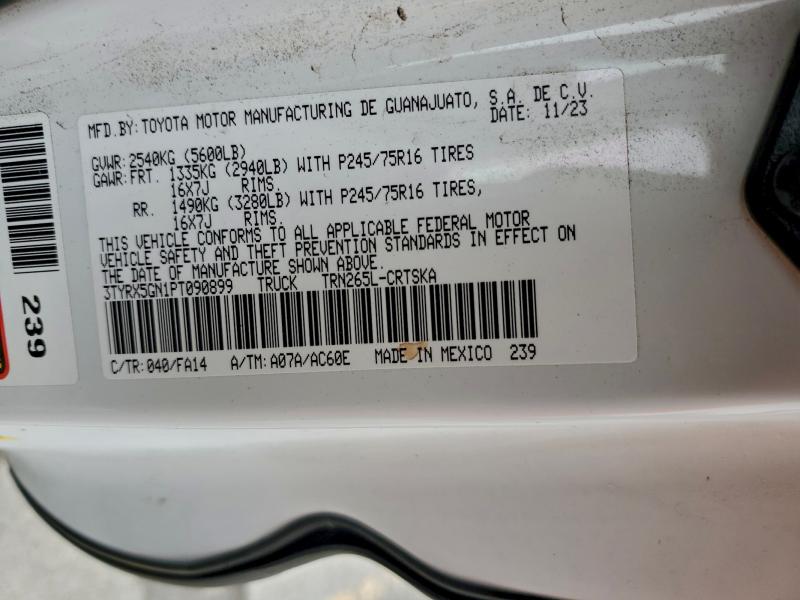 MFD.BY:TOYOTA MOTOR MANUFACTURING DE GUANAJUATO, S.A. DE C.V.
DATE: 11/23
GVWR:2540KG (5600LB)
GAWR:FRT. 1335KG (2940LB) WITH P245/75R16 TIRES
16X7J RIMS.
RR. 1490KG (3280LB) WITH P245/75R16 TIRES,
16X7J RIMS.
THIS VEHICLE CONFORMS TO ALL APPLICABLE FEDERAL MOTOR
VEHICLE SAFETY AND THEFT PREVENTION STANDARDS IN EFFECT ON
THE DATE OF MANUFACTURE SHOWN ABOVE.
3TYRX5GN1PT090899 TRUCK TRN265L-CRTSKA
C/TR:040/FA14 A/TM:A07A/AC60E MADE IN MEXICO 239
239